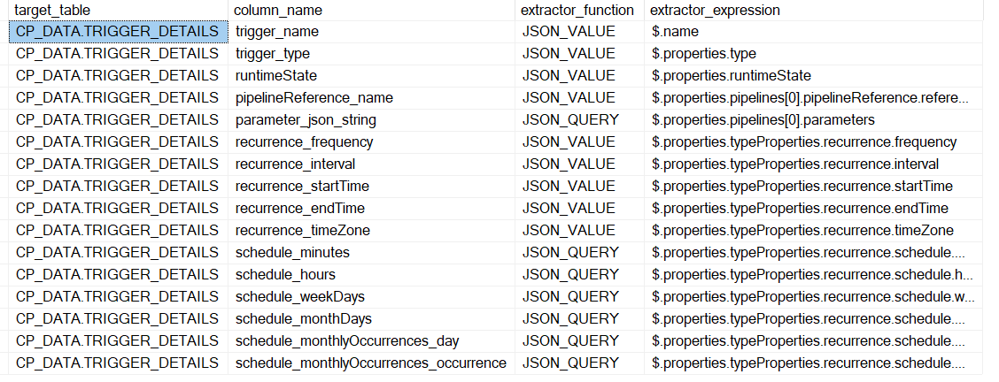 target_table column_name extractor_function extractor_expression
CP_DATA.TRIGGER_DETAILS trigger_name JSON_VALUE $.name
CP_DATA.TRIGGER_DETAILS trigger_type JSON_VALUE $.properties.type
CP_DATA.TRIGGER_DETAILS runtimeState JSON_VALUE $.properties.runtimeState
CP_DATA.TRIGGER_DETAILS pipelineReference_name JSON_VALUE $.properties.pipelines[0].pipelineReference.refere...
CP_DATA.TRIGGER_DETAILS parameter_json_string JSON_QUERY $.properties.pipelines[0].parameters
CP_DATA.TRIGGER_DETAILS recurrence_frequency JSON_VALUE $.properties.typeProperties.recurrence.frequency
CP_DATA.TRIGGER_DETAILS recurrence_interval JSON_VALUE $.properties.typeProperties.recurrence.interval
CP_DATA.TRIGGER_DETAILS recurrence_startTime JSON_VALUE $.properties.typeProperties.recurrence.startTime
CP_DATA.TRIGGER_DETAILS recurrence_endTime JSON_VALUE $.properties.typeProperties.recurrence.endTime
CP_DATA.TRIGGER_DETAILS recurrence_timeZone JSON_VALUE $.properties.typeProperties.recurrence.timeZone
CP_DATA.TRIGGER_DETAILS schedule_minutes JSON_QUERY $.properties.typeProperties.recurrence.schedule....
CP_DATA.TRIGGER_DETAILS schedule_hours JSON_QUERY $.properties.typeProperties.recurrence.schedule.h...
CP_DATA.TRIGGER_DETAILS schedule_weekDays JSON_QUERY $.properties.typeProperties.recurrence.schedule.w...
CP_DATA.TRIGGER_DETAILS schedule_monthDays JSON_QUERY $.properties.typeProperties.recurrence.schedule....
CP_DATA.TRIGGER_DETAILS schedule_monthlyOccurrences_day JSON_QUERY $.properties.typeProperties.recurrence.schedule....
CP_DATA.TRIGGER_DETAILS schedule_monthlyOccurrences_occurrence JSON_QUERY $.properties.typeProperties.recurrence.schedule....